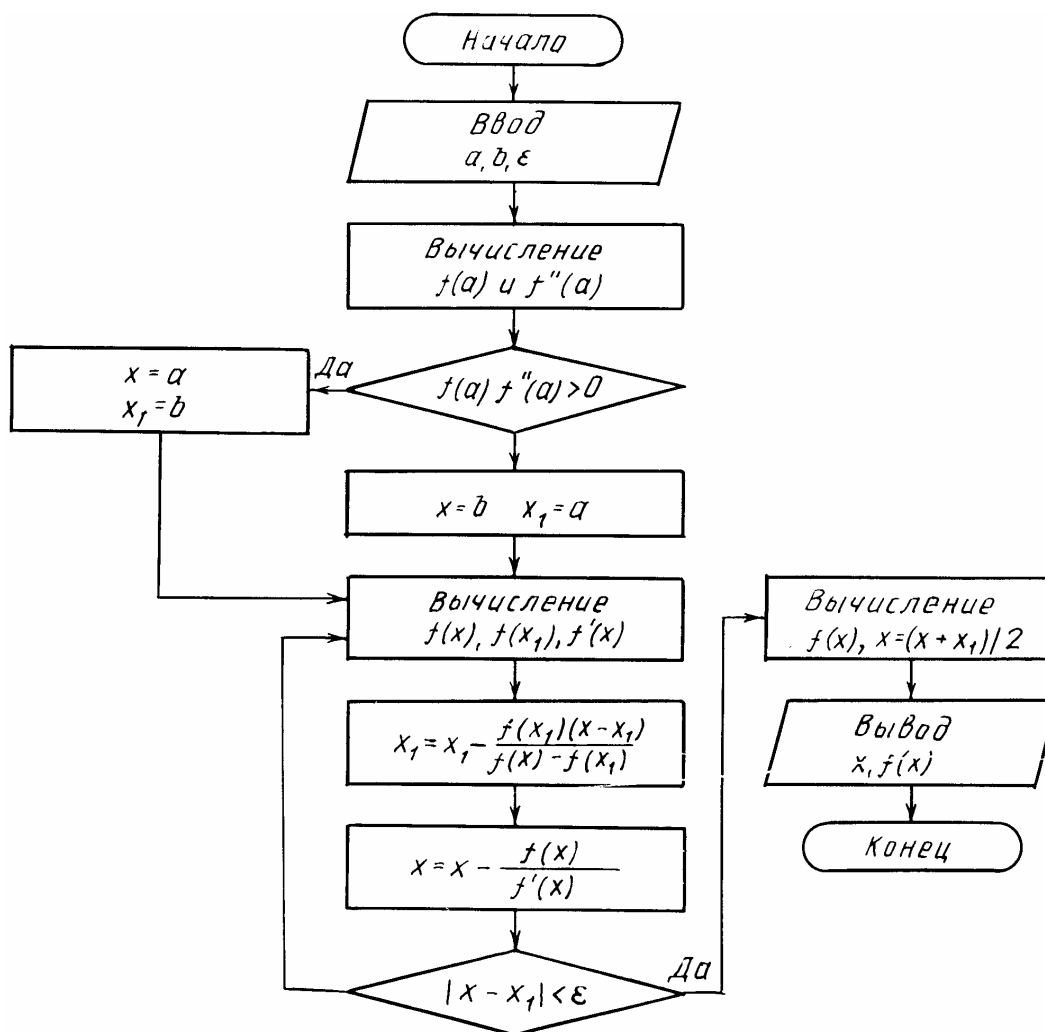 Начало
Ввод
a, b, ε
Вычисление
f(a) и f''(a)
Да
x = a
x₁ = b
f(a) f''(a) > 0
x = b   x₁ = a
Вычисление
f(x), f(x₁), f'(x)
x₁ = x₁ - f(x₁)(x - x₁) / f(x) - f(x₁)
x = x - f(x) / f'(x)
|x - x₁| < ε
Да
Вычисление
f(x), x = (x + x₁)/2
Вывод
x, f(x)
Конец